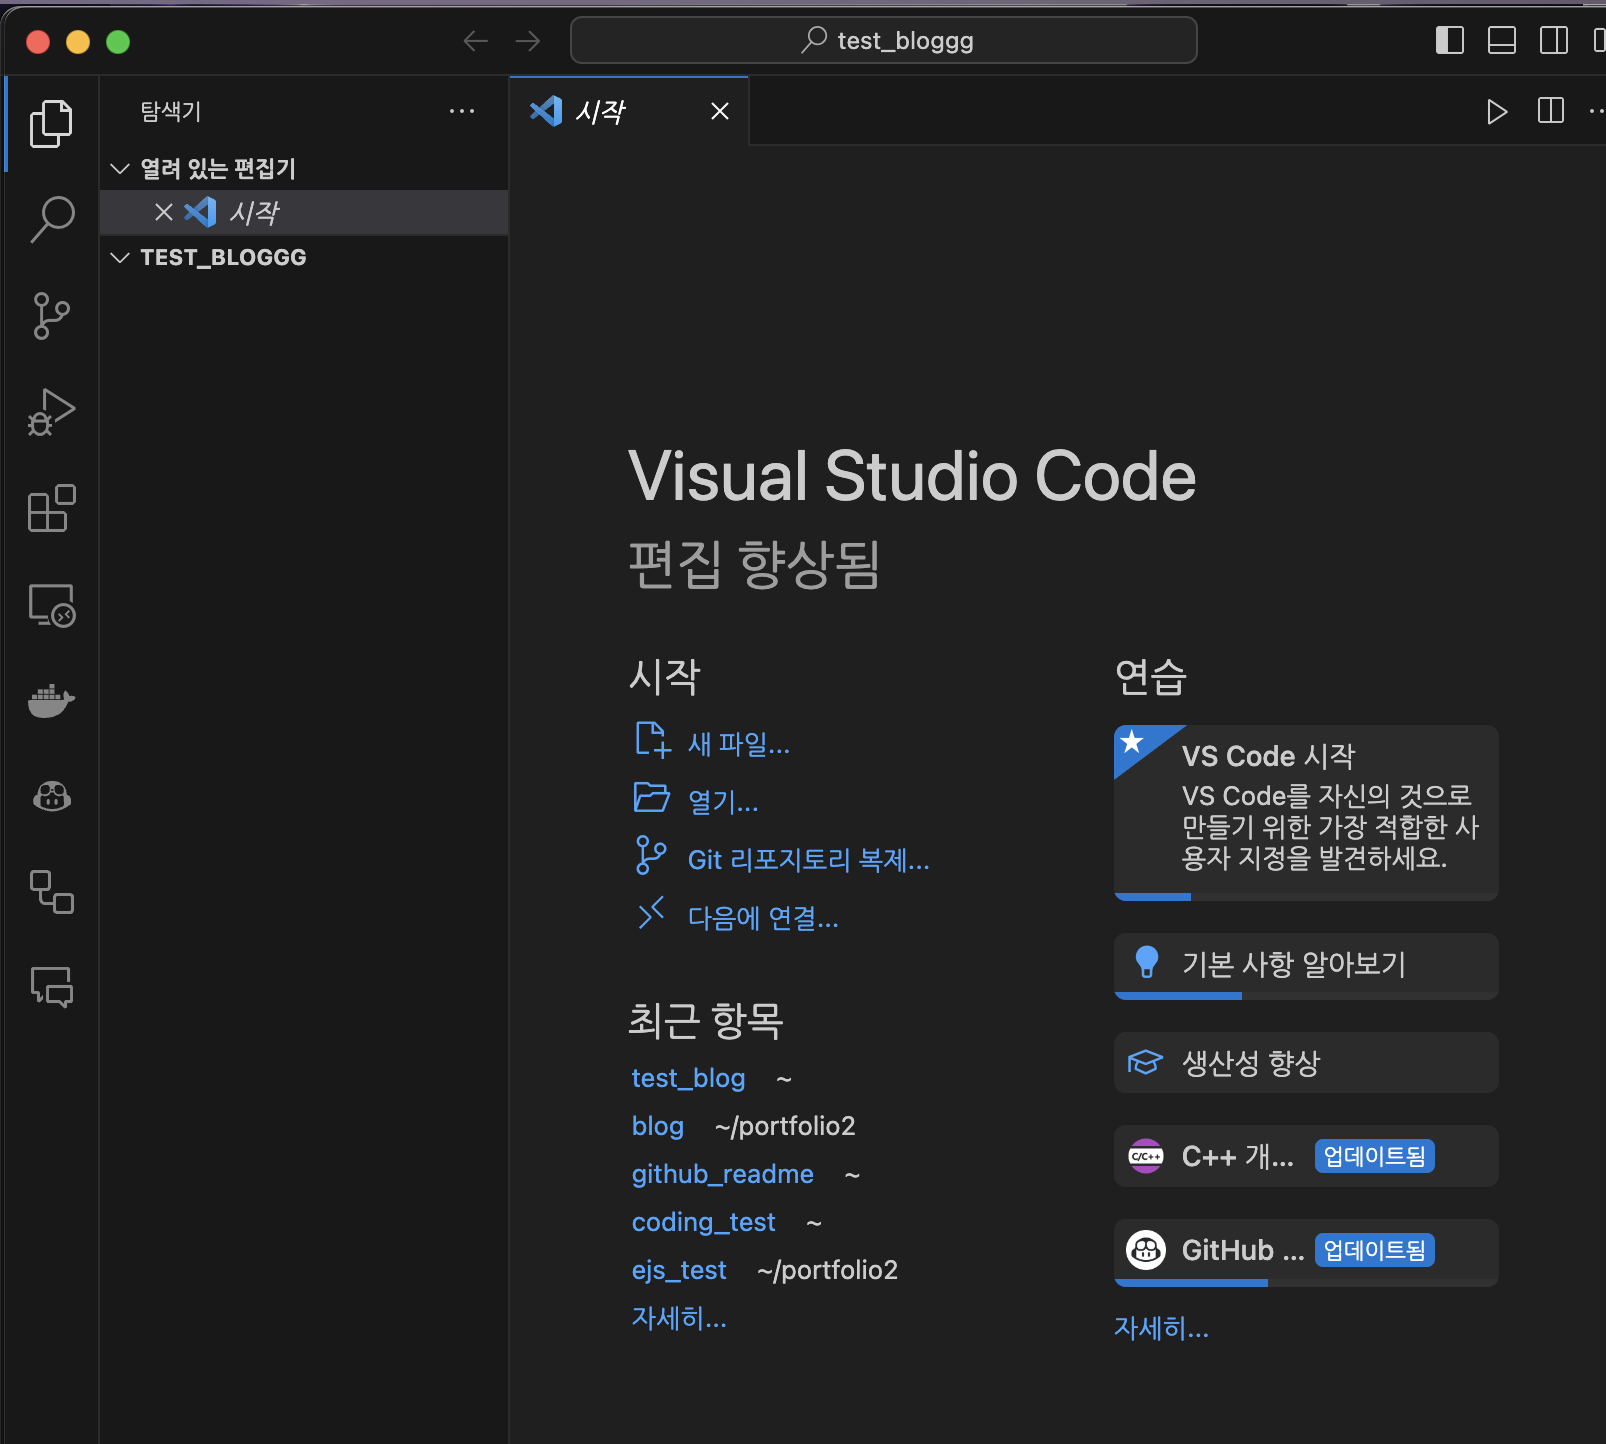 test_bloggg
탐색기
시작
열려 있는 편집기
시작
TEST_BLOGGG
Visual Studio Code
편집 향상됨
시작
새 파일...
열기...
Git 리포지토리 복제...
다음에 연결...
최근 항목
test_blog ~
blog ~/portfolio2
github_readme ~
coding_test ~
ejs_test ~/portfolio2
자세히...
연습
VS Code 시작
VS Code를 자신의 것으로
만들기 위한 가장 적합한 사
용자 지정을 발견하세요.
기본 사항 알아보기
생산성 향상
C/C++
C++ 개... 업데이트됨
GitHub ... 업데이트됨
자세히...